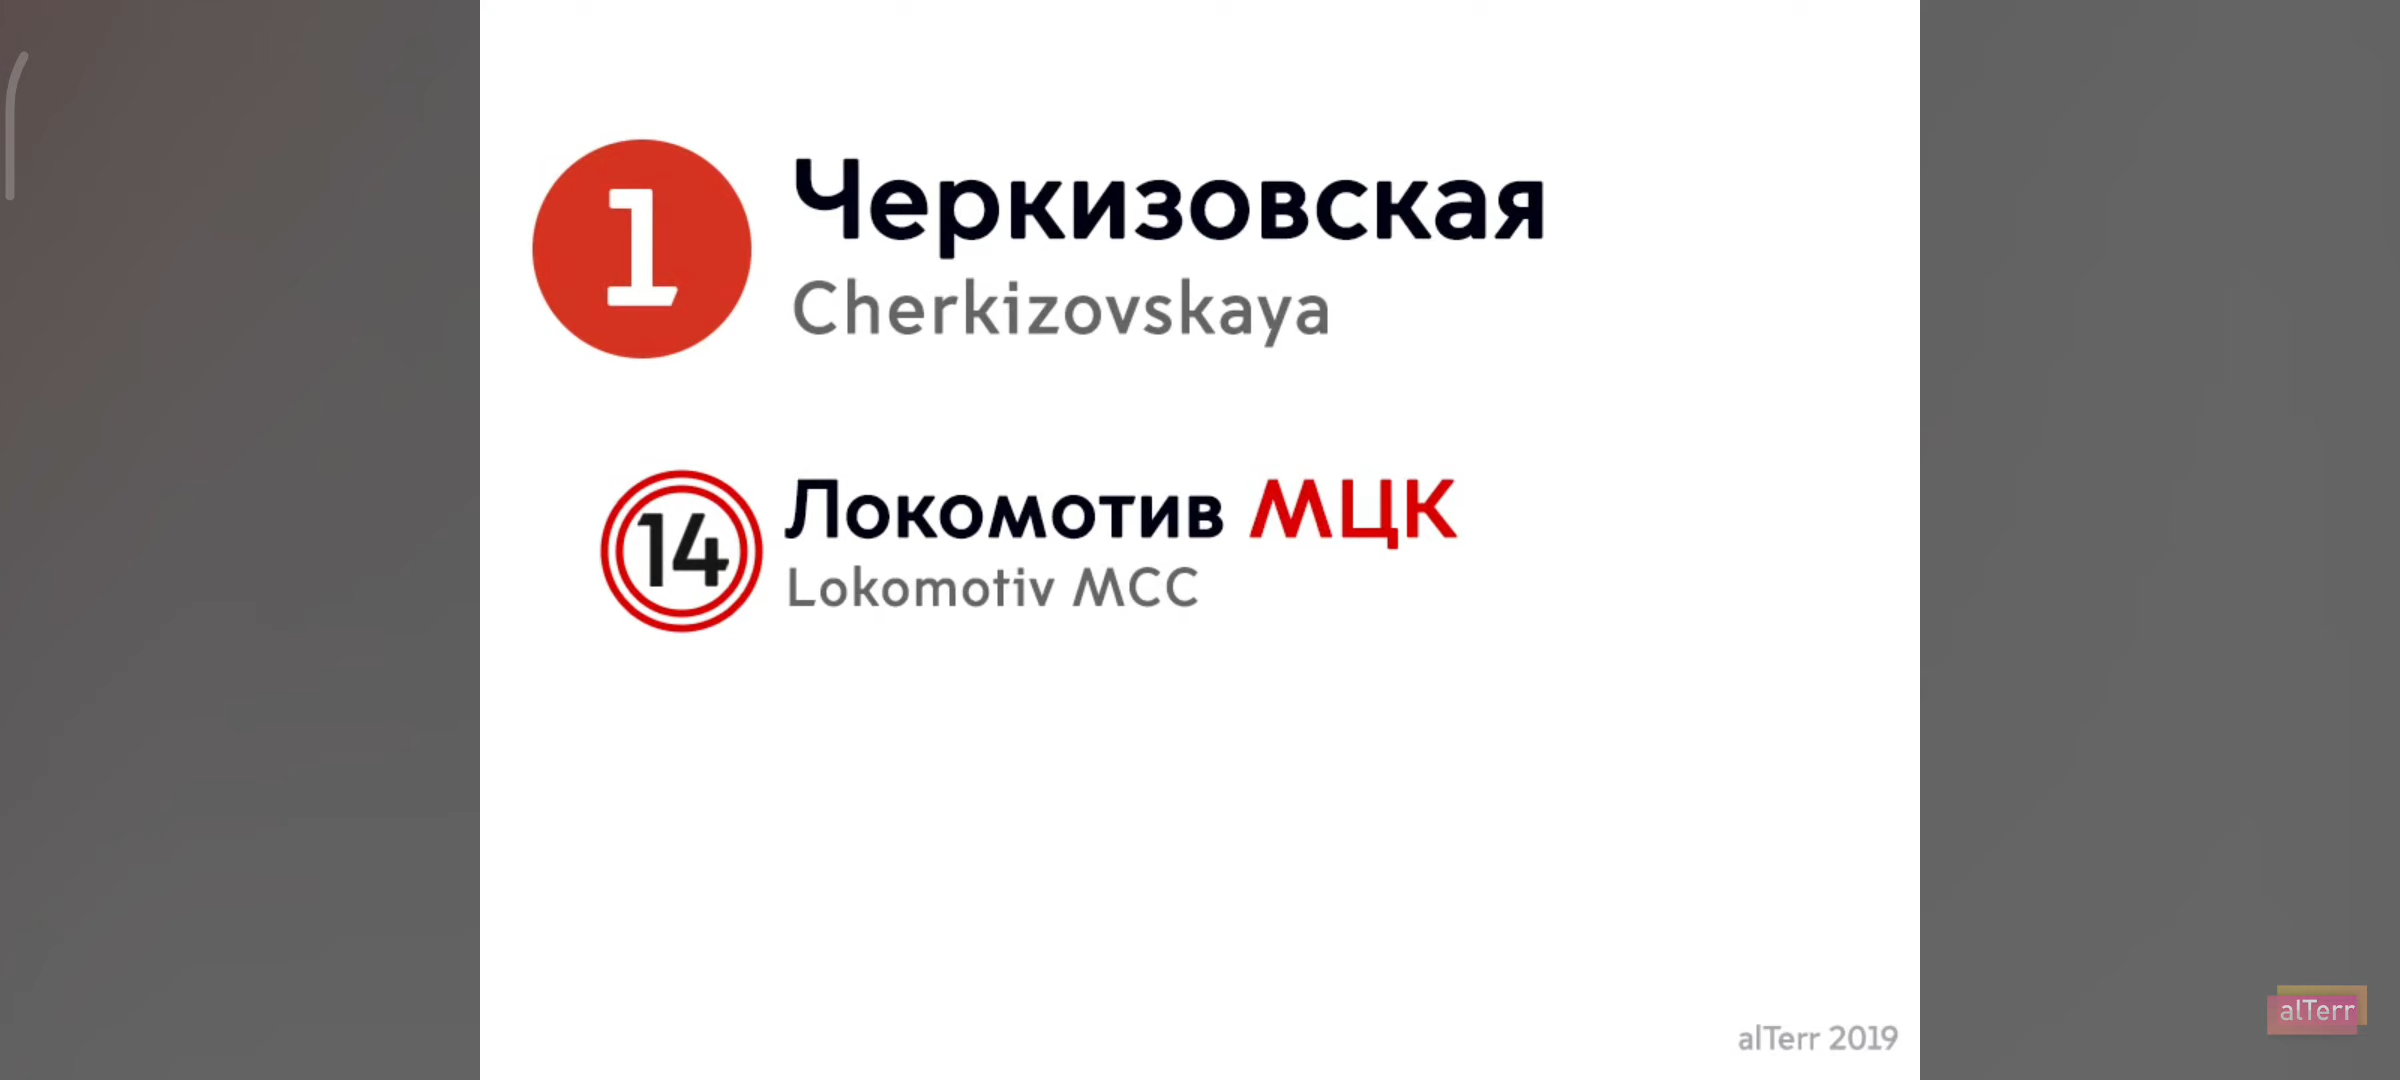 1
Черкизовская
Cherkizovskaya
14
Локомотив МЦК
Lokomotiv MCC
alTerr
alTerr 2019